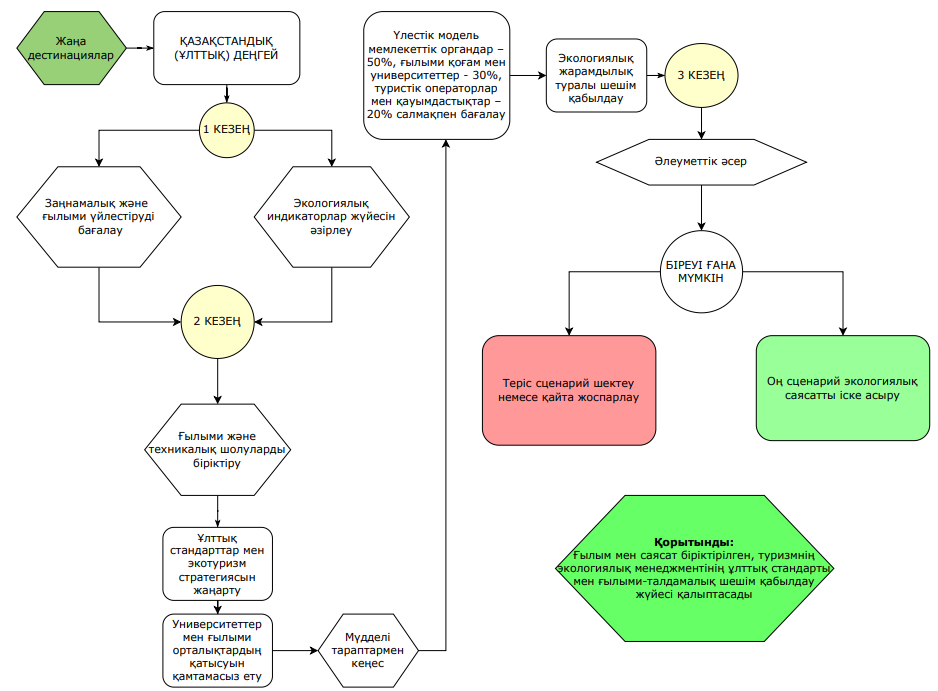 Жаңа
дестинациялар
ҚАЗАҚСТАНДЫҚ
(ҰЛТТЫҚ) ДЕҢГЕЙ
1 КЕЗЕҢ
Заңнамалық және
ғылыми үйлестіруді
бағалау
Экологиялық
индикаторлар жүйесін
әзірлеу
2 КЕЗЕҢ
Ғылыми және
техникалық шолуларды
біріктіру
Ұлттық
стандарттар мен
экотуризм
стратегиясын
жаңарту
Университеттер
мен ғылыми
орталықтардың
қатысуын
қамтамасыз ету
Мүдделі
тараптармен
кеңес
Үлестік модель
мемлекеттік органдар –
50%, ғылыми қоғам мен
университеттер - 30%,
туристік операторлар
мен қауымдастықтар –
20% салмақпен бағалау
Экологиялық
жарамдылық
туралы шешім
қабылдау
3 КЕЗЕҢ
Әлеуметтік әсер
БІРЕУІ ҒАНА
МҮМКІН
Теріс сценарий шектеу
немесе қайта жоспарлау
Оң сценарий экологиялық
саясатты іске асыру
Қорытынды:
Ғылым мен саясат біріктірілген, туризмнің
экологиялық менеджментінің ұлттық стандарты
мен ғылыми-талдамалық шешім қабылдау
жүйесі қалыптасады